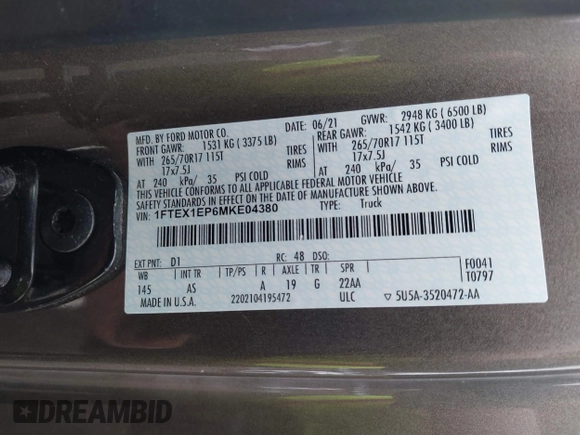 MFD. BY FORD MOTOR CO.
DATE: 06/21 GVWR: 2948 KG ( 6500 LB)
FRONT GAWR: 1531 KG ( 3375 LB) REAR GAWR: 1542 KG ( 3400 LB)
WITH 265/70R17 115T TIRES WITH 265/70R17 115T TIRES
17x7.5J RIMS 17x7.5J RIMS
AT 240 kPa/ 35 PSI COLD AT 240 kPa/ 35 PSI COLD
THIS VEHICLE CONFORMS TO ALL APPLICABLE FEDERAL MOTOR VEHICLE
SAFETY STANDARDS IN EFFECT ON THE DATE OF MANUFACTURE SHOWN ABOVE.
VIN: 1FTEX1EP6MKE04380 TYPE: Truck
EXT PNT: D1 RC: 48 DSO: F0041
WB INT TR TP/PS R AXLE TR SPR T0797
145 AS A 19 G 22AA
MADE IN U.S.A. 2202104195472 ULC ▽ 5U5A-3520472-AA
DREAMBID